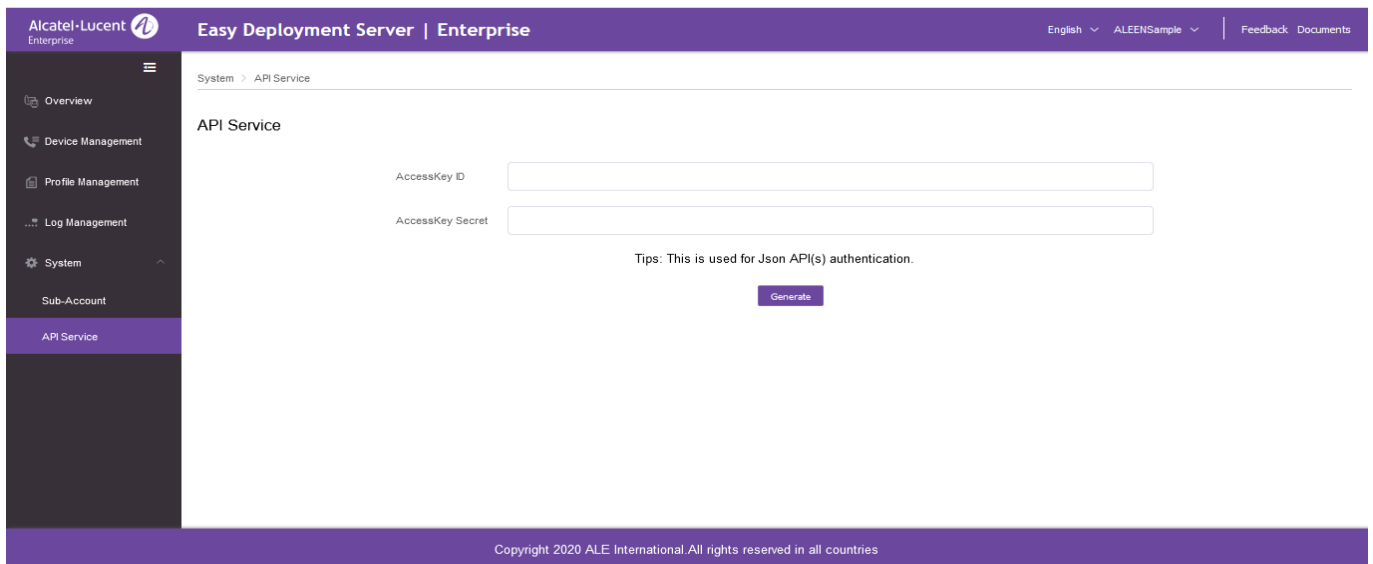 Alcatel·Lucent
Enterprise
Easy Deployment Server | Enterprise
English
ALEENSample
Feedback Documents
System > API Service
Overview
Device Management
Profile Management
Log Management
System
Sub-Account
API Service
API Service
AccessKey ID
AccessKey Secret
Tips: This is used for Json API(s) authentication.
Generate
Copyright 2020 ALE International.All rights reserved in all countries